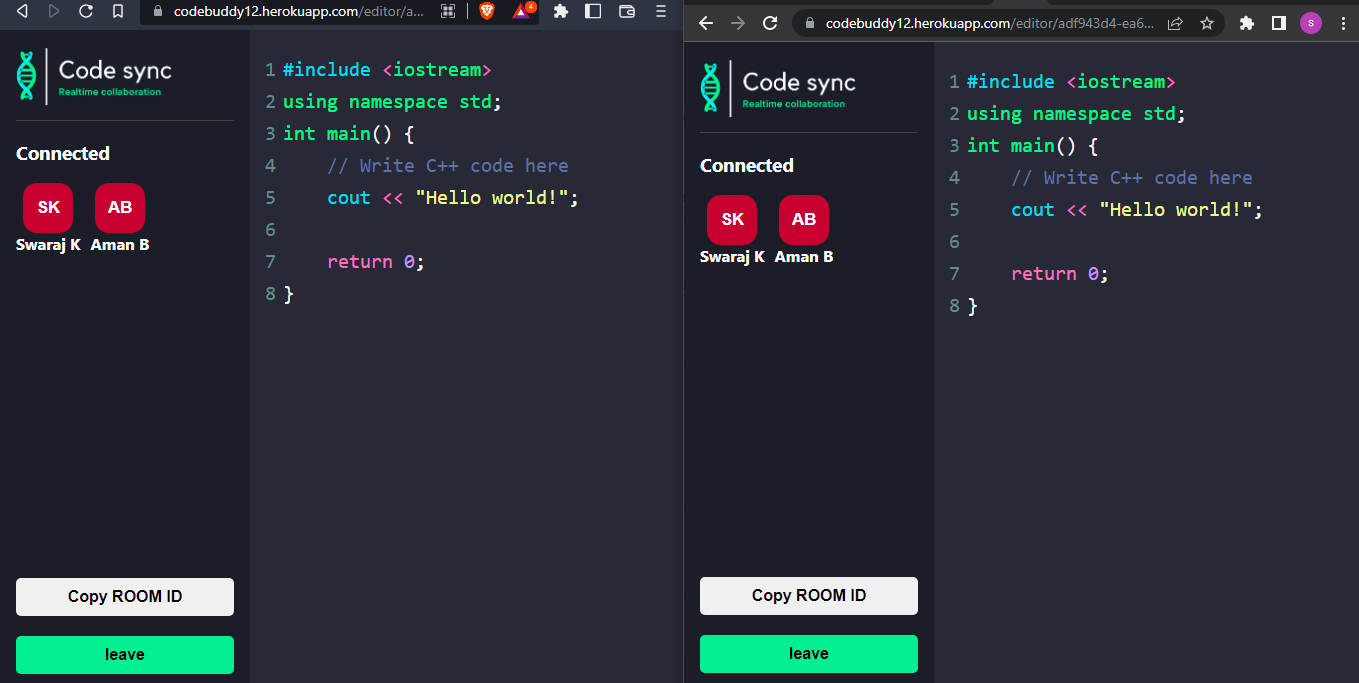 codebuddy12.herokuapp.com/editor/a...
4
Code sync
Realtime collaboration
Connected
SK AB
Swaraj K Aman B
Copy ROOM ID
leave
1 #include <iostream>
2 using namespace std;
3 int main() {
4     // Write C++ code here
5     cout << "Hello world!";
6
7     return 0;
8 }
codebuddy12.herokuapp.com/editor/adf943d4-ea6...
S
Code sync
Realtime collaboration
Connected
SK AB
Swaraj K Aman B
Copy ROOM ID
leave
1 #include <iostream>
2 using namespace std;
3 int main() {
4     // Write C++ code here
5     cout << "Hello world!";
6
7     return 0;
8 }